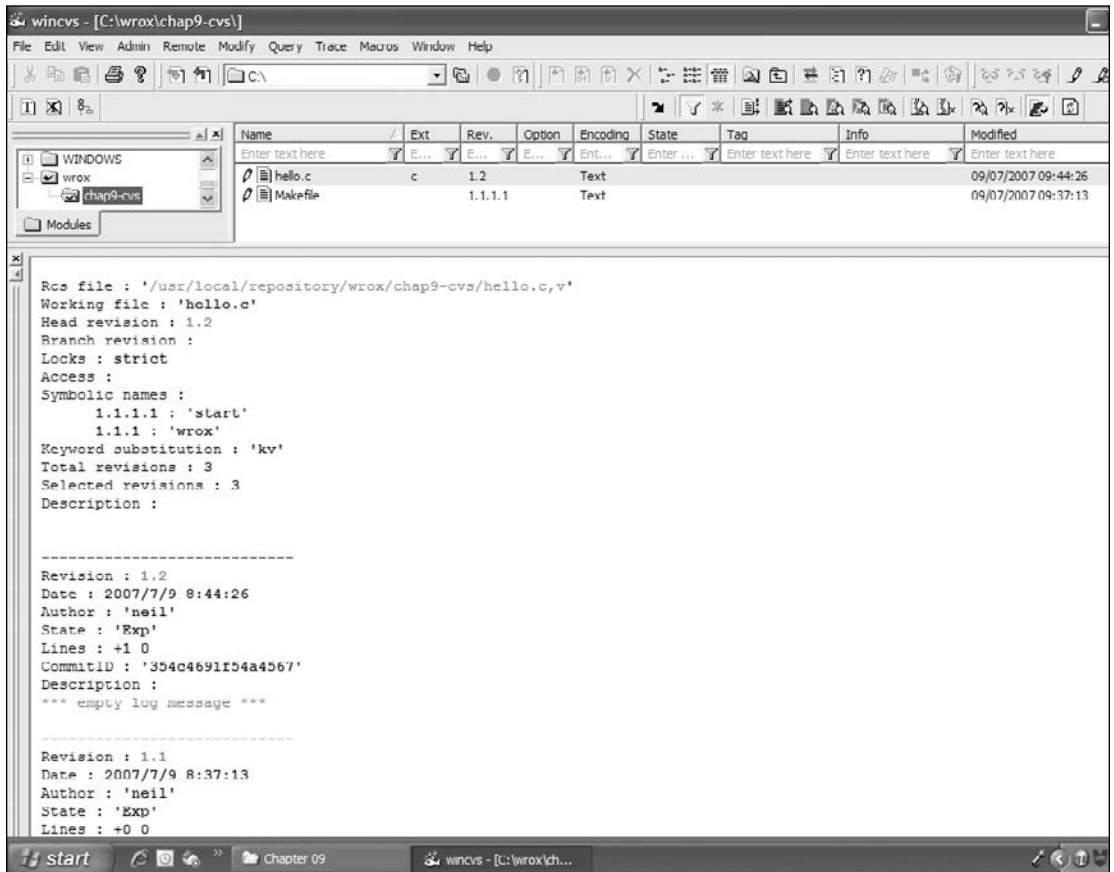 wincvs - [C:\wrox\chap9-cvs\]
File Edit View Admin Remote Modify Query Trace Macros Window Help
C:\
WINDOWS
wrox
chap9-cvs
Modules
Name / Ext Rev. Option Encoding State Tag Info Modified
Enter text here E... E... E... Ent... Enter ... Enter text here Enter text here Enter text here
hello.c c 1.2 Text 09/07/2007 09:44:26
Makefile 1.1.1.1 Text 09/07/2007 09:37:13
Rcs file : '/usr/local/repository/wrox/chap9-cvs/hello.c,v'
Working file : 'hello.c'
Head revision : 1.2
Branch revision :
Locks : strict
Access :
Symbolic names :
1.1.1.1 : 'start'
1.1.1 : 'wrox'
Keyword substitution : 'kv'
Total revisions : 3
Selected revisions : 3
Description :
----------------------------
Revision : 1.2
Date : 2007/7/9 8:44:26
Author : 'neil'
State : 'Exp'
Lines : +1 0
CommitID : '354c4691f54a4567'
Description :
*** empty log message ***
----------------------------
Revision : 1.1
Date : 2007/7/9 8:37:13
Author : 'neil'
State : 'Exp'
Lines : +0 0
start Chapter 09 wincvs - [C:\wrox\ch...